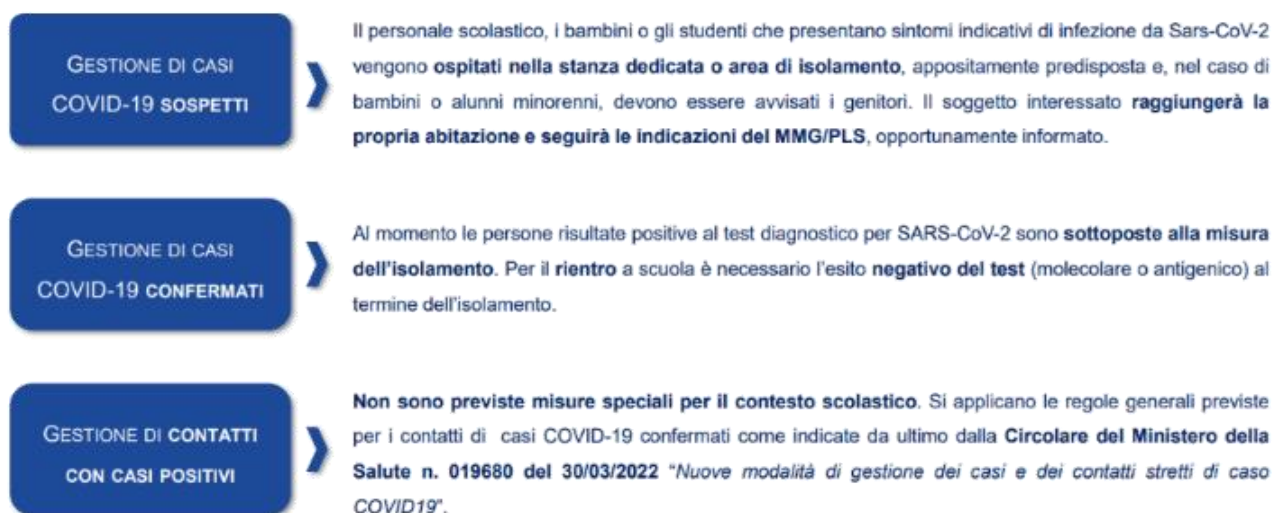 GESTIONE DI CASI
COVID-19 SOSPETTI
Il personale scolastico, i bambini o gli studenti che presentano sintomi indicativi di infezione da Sars-CoV-2
vengono ospitati nella stanza dedicata o area di isolamento, appositamente predisposta e, nel caso di
bambini o alunni minorenni, devono essere avvisati i genitori. Il soggetto interessato raggiungerà la
propria abitazione e seguirà le indicazioni del MMG/PLS, opportunamente informato.
GESTIONE DI CASI
COVID-19 CONFERMATI
Al momento le persone risultate positive al test diagnostico per SARS-CoV-2 sono sottoposte alla misura
dell'isolamento. Per il rientro a scuola è necessario l'esito negativo del test (molecolare o antigenico) al
termine dell'isolamento.
GESTIONE DI CONTATTI
CON CASI POSITIVI
Non sono previste misure speciali per il contesto scolastico. Si applicano le regole generali previste
per i contatti di casi COVID-19 confermati come indicate da ultimo dalla Circolare del Ministero della
Salute n. 019680 del 30/03/2022 "Nuove modalità di gestione dei casi e dei contatti stretti di caso
COVID19".